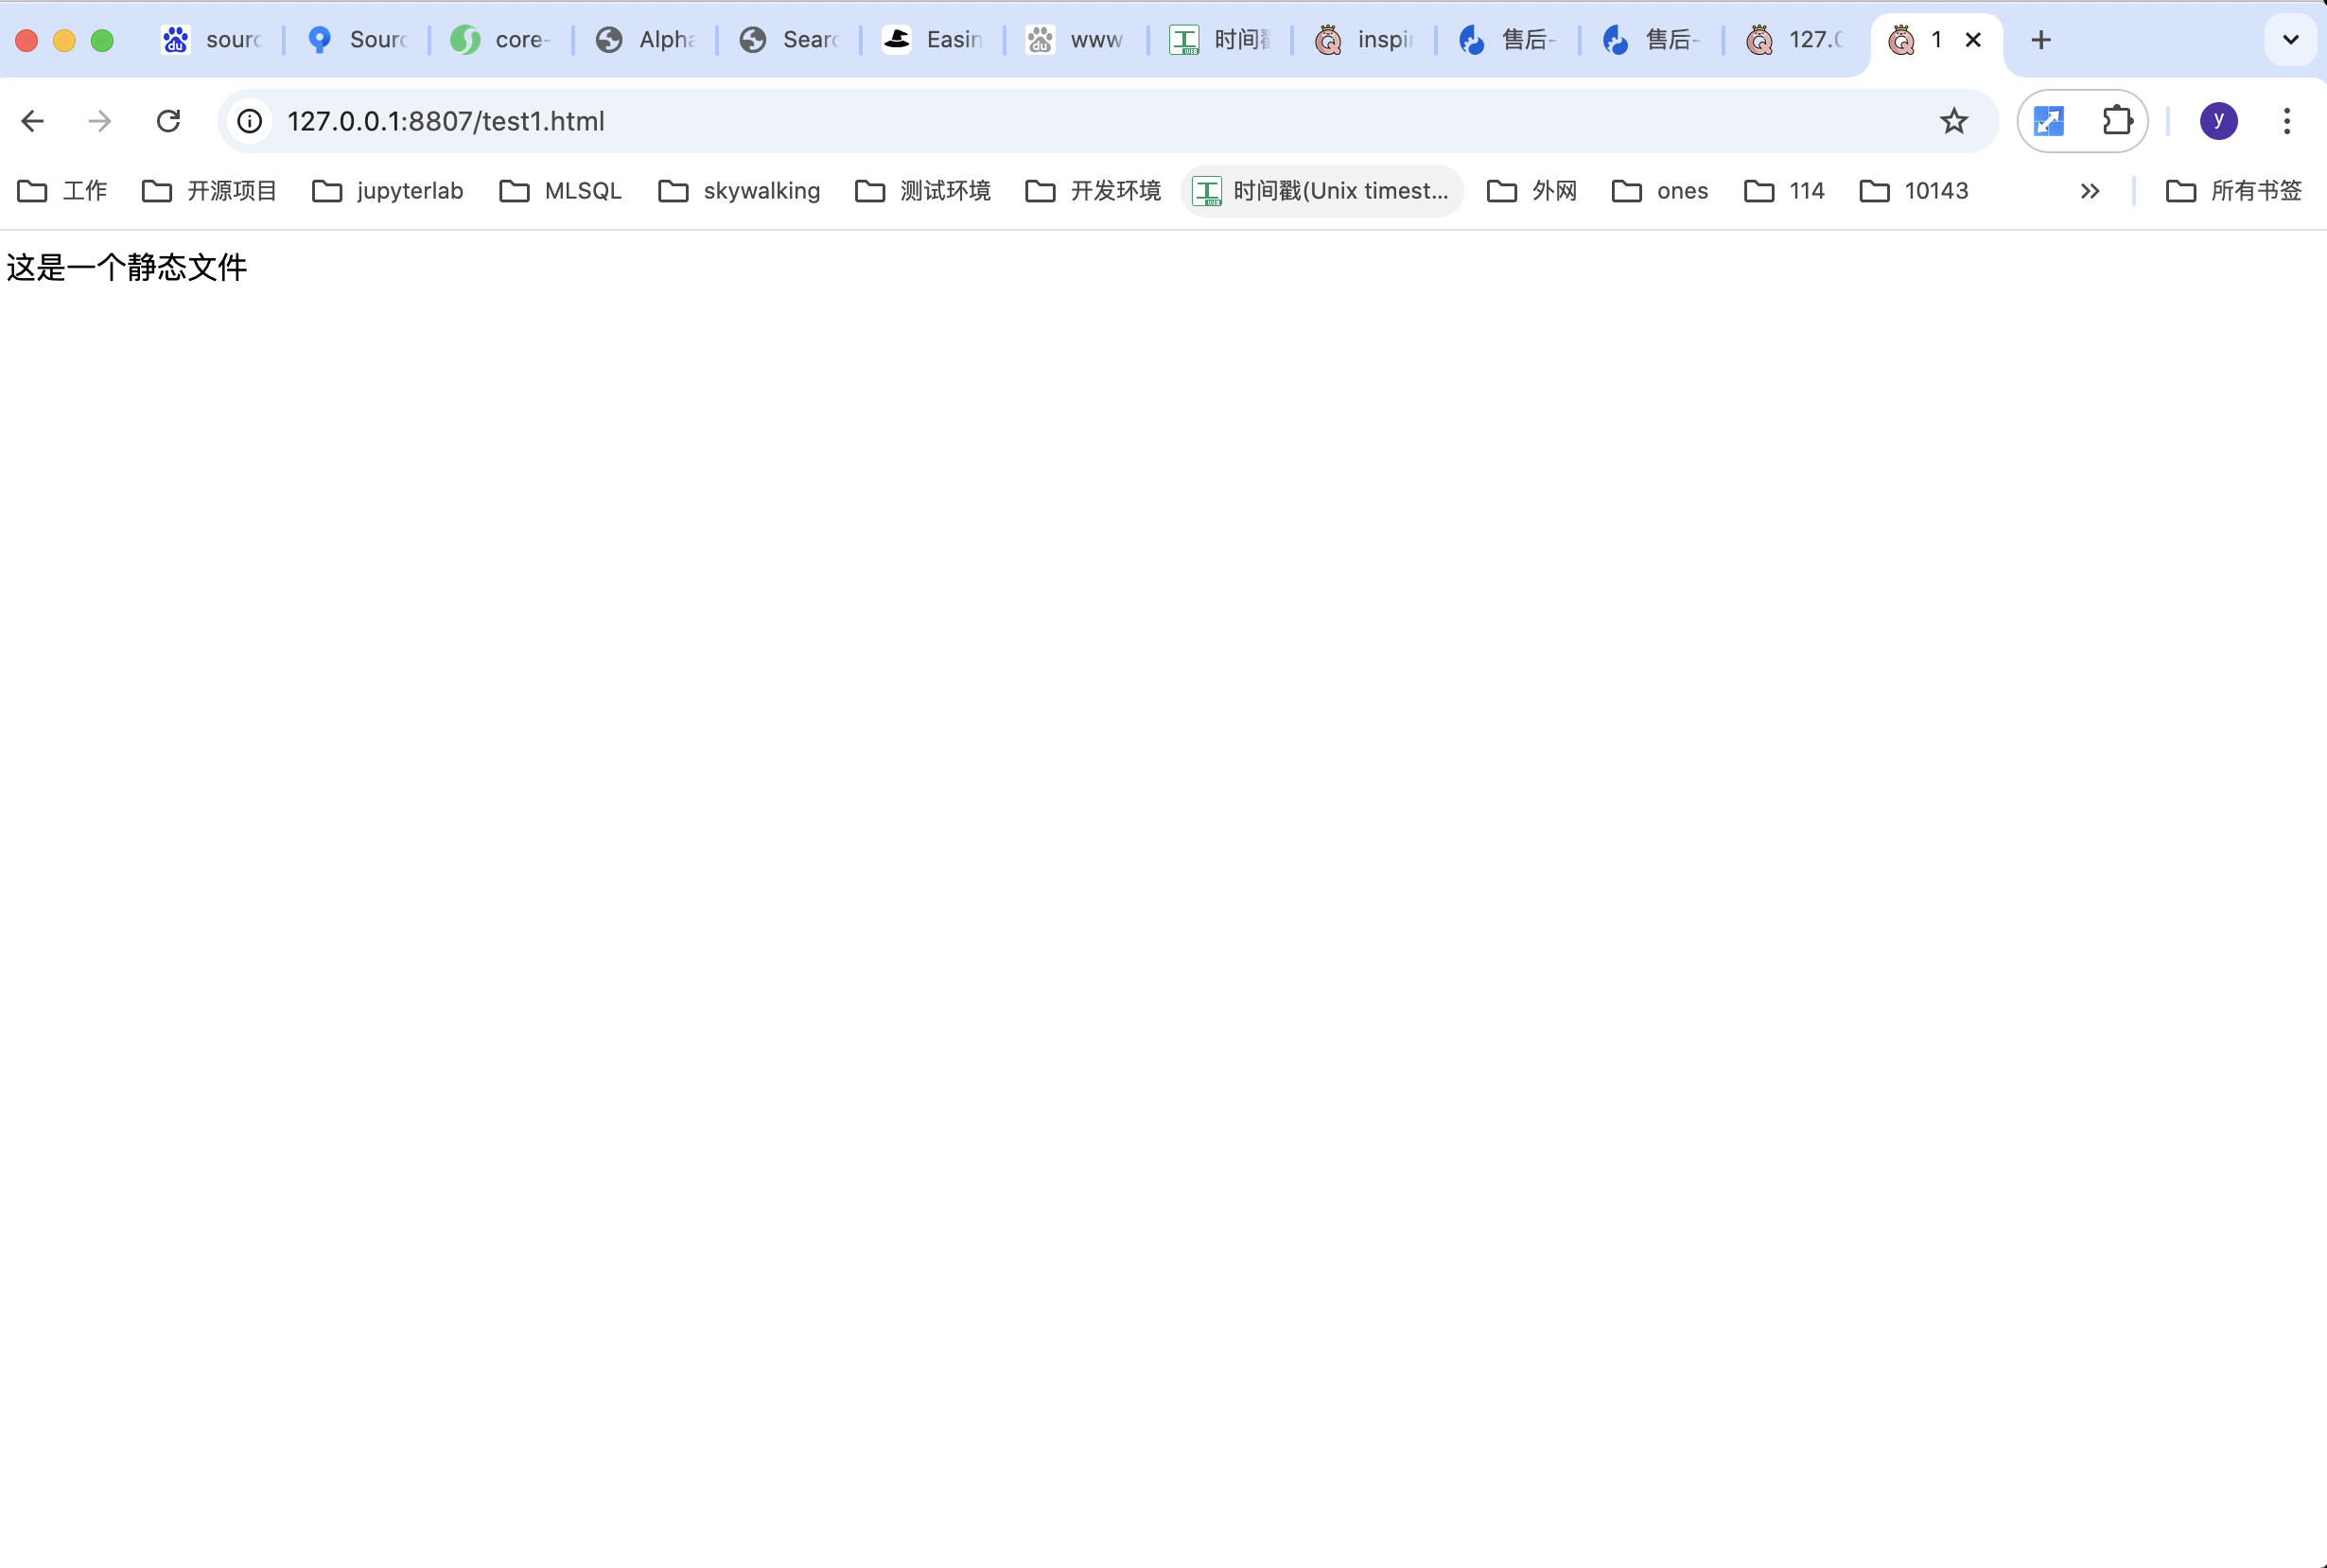 sourc Sourc core- Alpha Searc Easin www. 时间 inspir 售后- 售后- 127.0 1
127.0.0.1:8807/test1.html y
工作 开源项目 jupyterlab MLSQL skywalking 测试环境 开发环境 时间戳(Unix timest... 外网 ones 114 10143 所有书签
这是一个静态文件